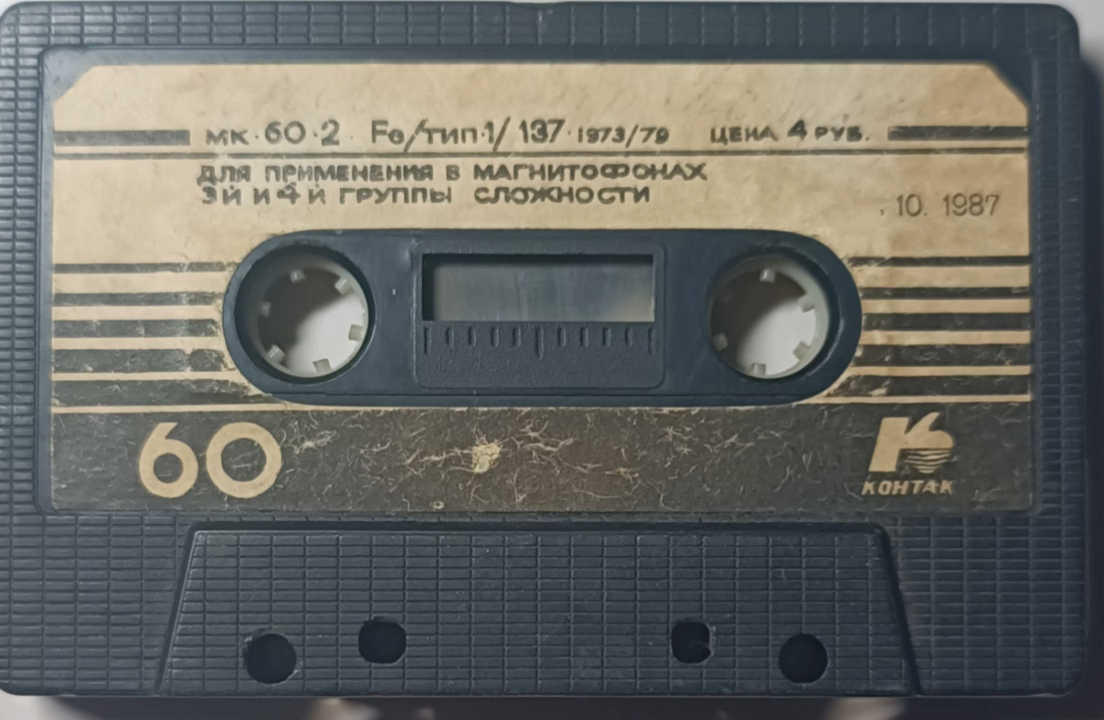 МК·60·2 Fe/тип·1/ 137·1973/79 ЦЕНА 4 РУБ.
ДЛЯ ПРИМЕНЕНИЯ В МАГНИТОФОНАХ
3й И 4й ГРУППЫ СЛОЖНОСТИ
. 10. 1987
60
КОНТАК